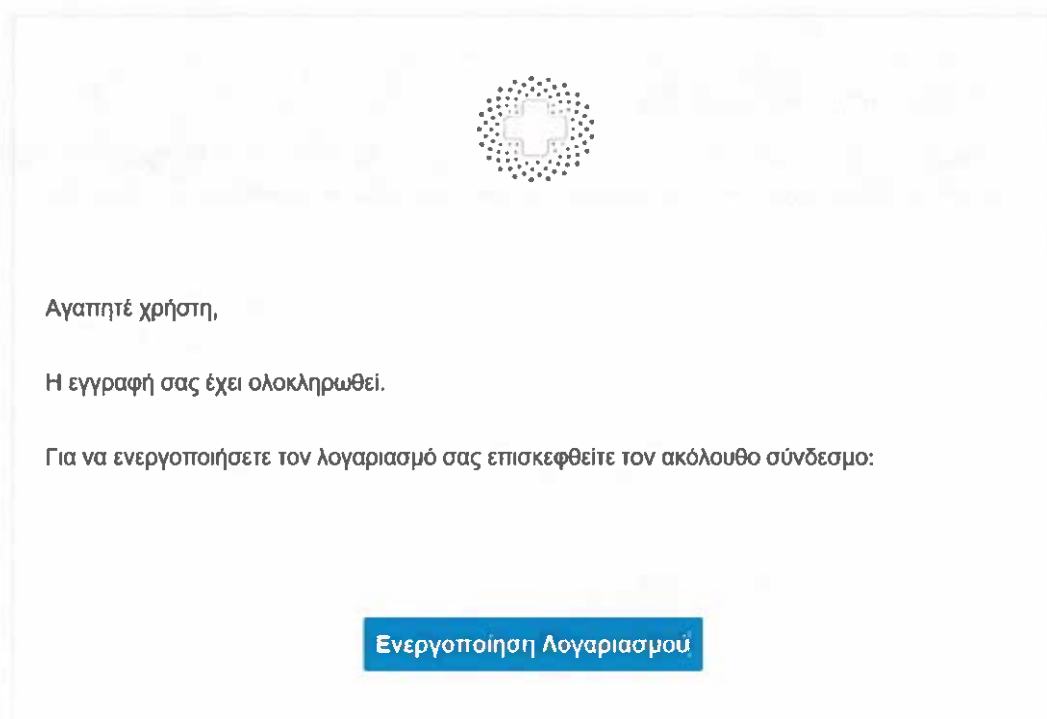 Αγαπητέ χρήστη,
Η εγγραφή σας έχει ολοκληρωθεί.
Για να ενεργοποιήσετε τον λογαριασμό σας επισκεφθείτε τον ακόλουθο σύνδεσμο:
Ενεργοποίηση Λογαριασμού